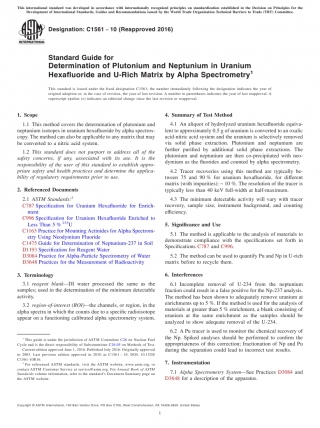 This international standard was developed in accordance with internationally recognized principles on standardization established in the Decision on Principles for the
Development of International Standards, Guides and Recommendations issued by the World Trade Organization Technical Barriers to Trade (TBT) Committee.
Designation: C1561 − 10 (Reapproved 2016)
INTERNATIONAL
Standard Guide for
Determination of Plutonium and Neptunium in Uranium
Hexafluoride and U-Rich Matrix by Alpha Spectrometry1
This standard is issued under the fixed designation C1561; the number immediately following the designation indicates the year of
original adoption or, in the case of revision, the year of last revision. A number in parentheses indicates the year of last reapproval. A
superscript epsilon (ε) indicates an editorial change since the last revision or reapproval.
1. Scope
1.1 This method covers the determination of plutonium and
neptunium isotopes in uranium hexafluoride by alpha spectros-
copy. The method can also be applicable to any matrix that may
be converted to a nitric acid system.
1.2 This standard does not purport to address all of the
safety concerns, if any, associated with its use. It is the
responsibility of the user of this standard to establish appro-
priate safety and health practices and determine the applica-
bility of regulatory requirements prior to use.
2. Referenced Documents
2.1 ASTM Standards:2
C787 Specification for Uranium Hexafluoride for Enrich-
ment
C996 Specification for Uranium Hexafluoride Enriched to
Less Than 5 % 235U
C1163 Practice for Mounting Actinides for Alpha Spectrom-
etry Using Neodymium Fluoride
C1475 Guide for Determination of Neptunium-237 in Soil
D1193 Specification for Reagent Water
D3084 Practice for Alpha-Particle Spectrometry of Water
D3648 Practices for the Measurement of Radioactivity
3. Terminology
3.1 reagent blank—HI water processed the same as the
samples; used in the determination of the minimum detectable
activity.
3.2 region-of-interest (ROI)—the channels, or region, in the
alpha spectra in which the counts due to a specific radioisotope
appear on a functioning calibrated alpha spectrometry system.
1 This guide is under the jurisdiction of ASTM Committee C26 on Nuclear Fuel
Cycle and is the direct responsibility of Subcommittee C26.05 on Methods of Test.
Current edition approved June 1, 2016. Published July 2016. Originally approved
in 2003. Last previous edition approved in 2010 as C1561 – 10. DOI: 10.1520/
C1561-10R16.
2 For referenced ASTM standards, visit the ASTM website, www.astm.org, or
contact ASTM Customer Service at service@astm.org. For Annual Book of ASTM
Standards volume information, refer to the standard's Document Summary page on
the ASTM website.
4. Summary of Test Method
4.1 An aliquot of hydrolyzed uranium hexafluoride equiva-
lent to approximately 0.5 g of uranium is converted to an oxalic
acid-nitric acid system and the uranium is selectively removed
via solid phase extraction. Plutonium and neptunium are
further purified by additional solid phase extractions. The
plutonium and neptunium are then co-precipitated with neo-
dymium as the fluorides and counted by alpha spectrometry.
4.2 Tracer recoveries using this method are typically be-
tween 75 and 90 % for uranium hexafluoride, for different
matrix (with impurities); − 10 %. The resolution of the tracer is
typically less than 40 keV full-width at half-maximum.
4.3 The minimum detectable activity will vary with tracer
recovery, sample size, instrument background, and counting
efficiency.
5. Significance and Use
5.1 The method is applicable to the analysis of materials to
demonstrate compliance with the specifications set forth in
Specifications C787 and C996.
5.2 The method can be used to quantify Pu and Np in U-rich
matrix before to recycle them.
6. Interferences
6.1 Incomplete removal of U-234 from the neptunium
fraction could result in a false positive for the Np-237 analysis.
The method has been shown to adequately remove uranium at
enrichments up to 5 %. If the method is used for the analysis of
materials at greater than 5 % enrichment, a blank consisting of
uranium at the same enrichment as the samples should be
analyzed to show adequate removal of the U-234.
6.2 A Pu tracer is used to monitor the chemical recovery of
the Np. Spiked analyses should be performed to confirm the
appropriateness of this correction; fractionation of Np and Pu
during the separation could lead to incorrect test results.
7. Instrumentation
7.1 Alpha Spectrometry System—See Practices D3084 and
D3648 for a description of the apparatus.
Copyright © ASTM International, 100 Barr Harbor Drive, PO Box C700, West Conshohocken, PA 19428-2959. United States
1